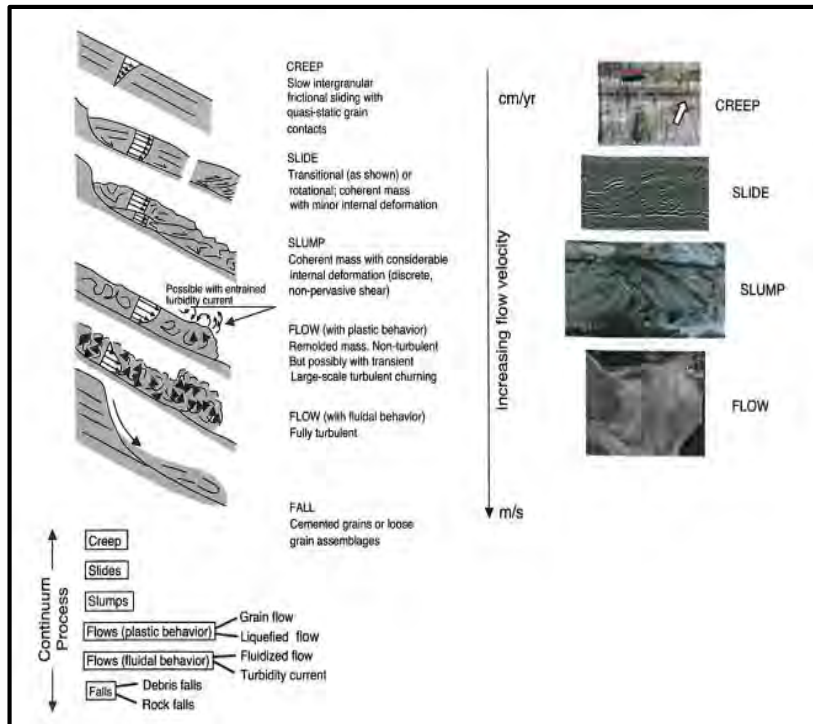 CREEP
Slow intergranular
frictional sliding with
quasi-static grain
contacts
SLIDE
Transitional (as shown) or
rotational; coherent mass
with minor internal deformation
SLUMP
Coherent mass with considerable
internal deformation (discrete,
non-pervasive shear)
Possible with entrained
turbidity current
FLOW (with plastic behavior)
Remolded mass. Non-turbulent
But possibly with transient
Large-scale turbulent churning
FLOW (with fluidal behavior)
Fully turbulent
FALL
Cemented grains or loose
grain assemblages
cm/yr
Increasing flow velocity
m/s
CREEP
SLIDE
SLUMP
FLOW
Continuum
Process
Creep
Slides
Slumps
Flows (plastic behavior)
Grain flow
Liquefied flow
Flows (fluidal behavior)
Fluidized flow
Turbidity current
Falls
Debris falls
Rock falls